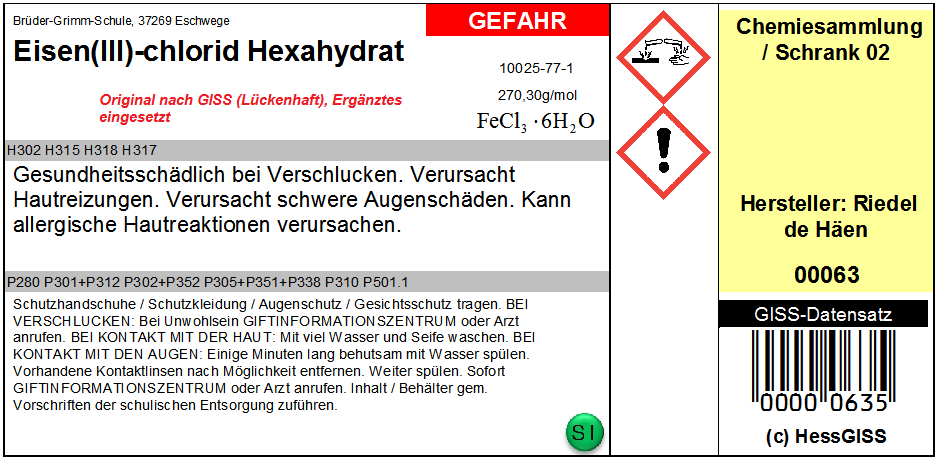 Brüder-Grimm-Schule, 37269 Eschwege
GEFAHR
Eisen(III)-chlorid Hexahydrat
10025-77-1
270,30g/mol
FeCl₃ ·6H₂O
Original nach GISS (Lückenhaft), Ergänztes
eingesetzt
H302 H315 H318 H317
Gesundheitsschädlich bei Verschlucken. Verursacht
Hautreizungen. Verursacht schwere Augenschäden. Kann
allergische Hautreaktionen verursachen.
P280 P301+P312 P302+P352 P305+P351+P338 P310 P501.1
Schutzhandschuhe / Schutzkleidung / Augenschutz / Gesichtsschutz tragen. BEI
VERSCHLUCKEN: Bei Unwohlsein GIFTINFORMATIONSZENTRUM oder Arzt
anrufen. BEI KONTAKT MIT DER HAUT: Mit viel Wasser und Seife waschen. BEI
KONTAKT MIT DEN AUGEN: Einige Minuten lang behutsam mit Wasser spülen.
Vorhandene Kontaktlinsen nach Möglichkeit entfernen. Weiter spülen. Sofort
GIFTINFORMATIONSZENTRUM oder Arzt anrufen. Inhalt / Behälter gem.
Vorschriften der schulischen Entsorgung zuführen.
SI
Chemiesammlung
/ Schrank 02
Hersteller: Riedel
de Häen
00063
GISS-Datensatz
0000 0635
(c) HessGISS